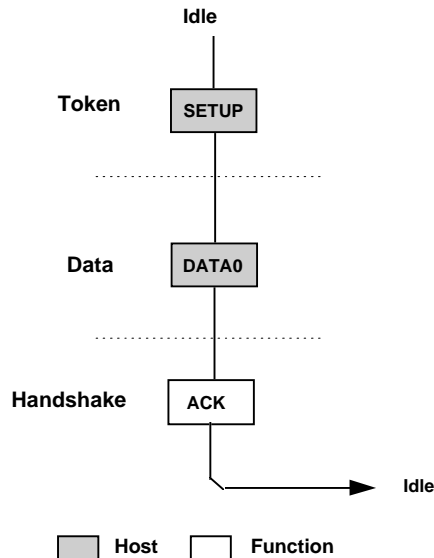 Idle
Token
SETUP
Data
DATA0
Handshake
ACK
Idle
Host
Function